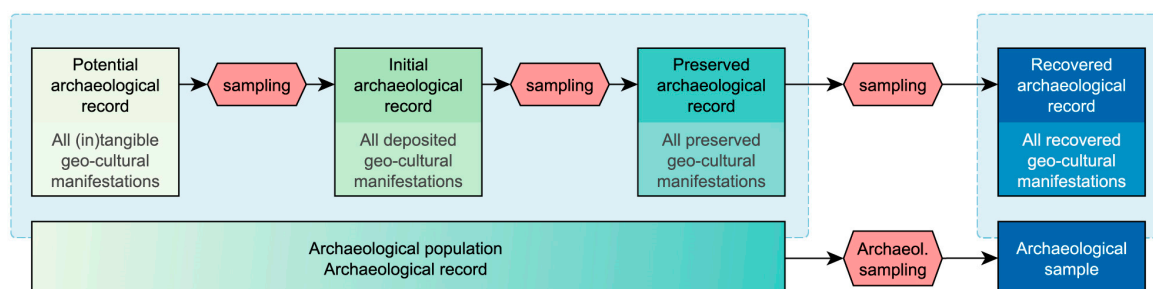 Potential
archaeological
record
All (in)tangible
geo-cultural
manifestations
sampling
Initial
archaeological
record
All deposited
geo-cultural
manifestations
sampling
Preserved
archaeological
record
All preserved
geo-cultural
manifestations
sampling
Recovered
archaeological
record
All recovered
geo-cultural
manifestations
Archaeological population
Archaeological record
Archaeol.
sampling
Archaeological
sample